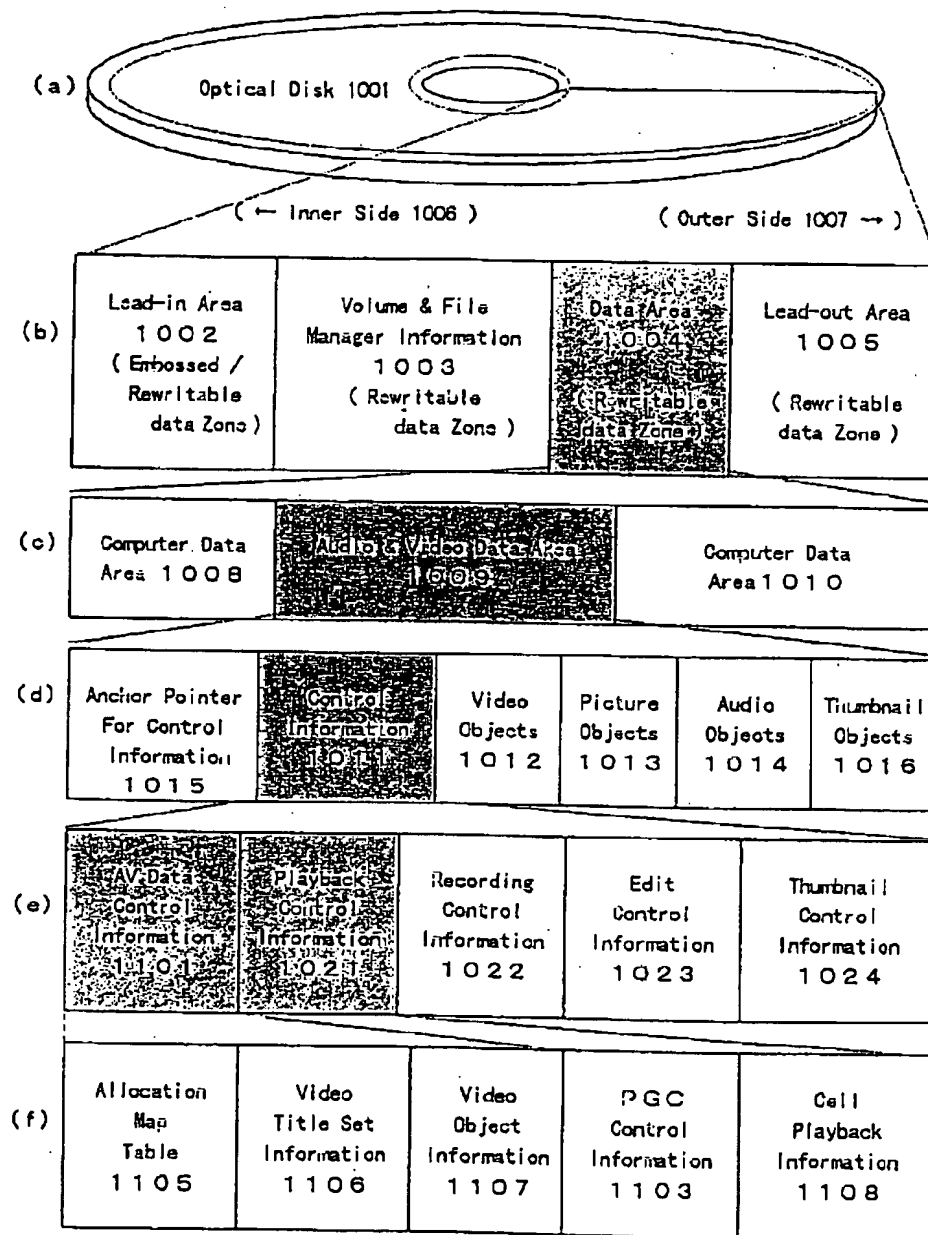 (a)
Optical Disk 1001
( ← Inner Side 1006 )
( Outer Side 1007 → )
(b)
Lead-in Area
1002
( Embossed /
Rewritable
data Zone )
Volume & File
Manager Information
1003
( Rewritable
data Zone )
Data Area
1004
( Rewritable
data Zone )
Lead-out Area
1005
( Rewritable
data Zone )
(c)
Computer Data
Area 1008
Audio & Video Data Area
1009
Computer Data
Area 1010
(d)
Anchor Pointer
For Control
Information
1015
Control
Information
1011
Video
Objects
1012
Picture
Objects
1013
Audio
Objects
1014
Thumbnail
Objects
1016
(e)
AV Data
Control
Information
1101
Playback
Control
Information
1021
Recording
Control
Information
1022
Edit
Control
Information
1023
Thumbnail
Control
Information
1024
(f)
Allocation
Map
Table
1105
Video
Title Set
Information
1106
Video
Object
Information
1107
PGC
Control
Information
1103
Cell
Playback
Information
1108